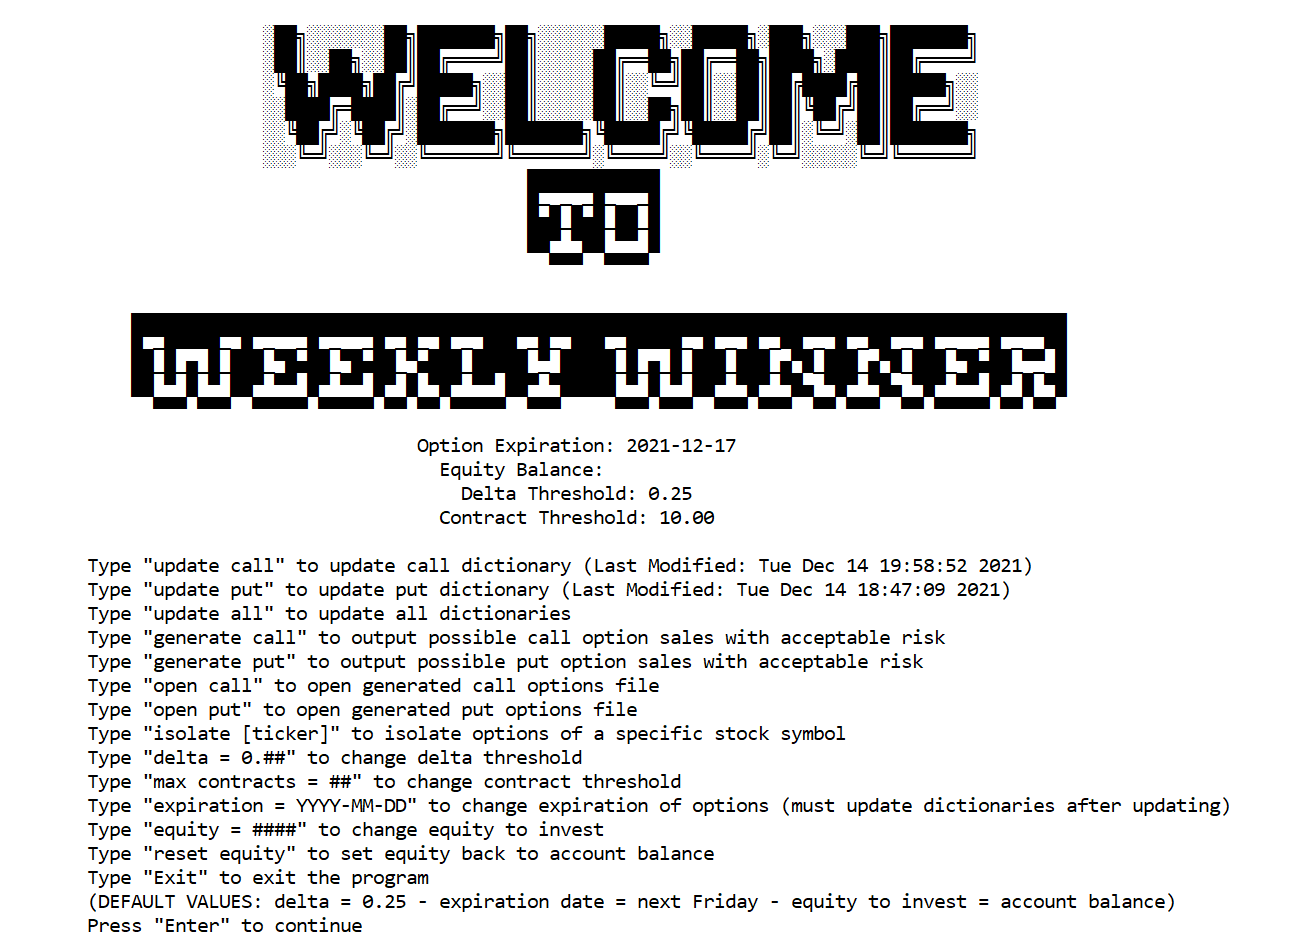 WELCOME
TO
WEEKLY WINNER
Option Expiration: 2021-12-17
Equity Balance:
Delta Threshold: 0.25
Contract Threshold: 10.00
Type "update call" to update call dictionary (Last Modified: Tue Dec 14 19:58:52 2021)
Type "update put" to update put dictionary (Last Modified: Tue Dec 14 18:47:09 2021)
Type "update all" to update all dictionaries
Type "generate call" to output possible call option sales with acceptable risk
Type "generate put" to output possible put option sales with acceptable risk
Type "open call" to open generated call options file
Type "open put" to open generated put options file
Type "isolate [ticker]" to isolate options of a specific stock symbol
Type "delta = 0.##" to change delta threshold
Type "max contracts = ##" to change contract threshold
Type "expiration = YYYY-MM-DD" to change expiration of options (must update dictionaries after updating)
Type "equity = ####" to change equity to invest
Type "reset equity" to set equity back to account balance
Type "Exit" to exit the program
(DEFAULT VALUES: delta = 0.25 - expiration date = next Friday - equity to invest = account balance)
Press "Enter" to continue